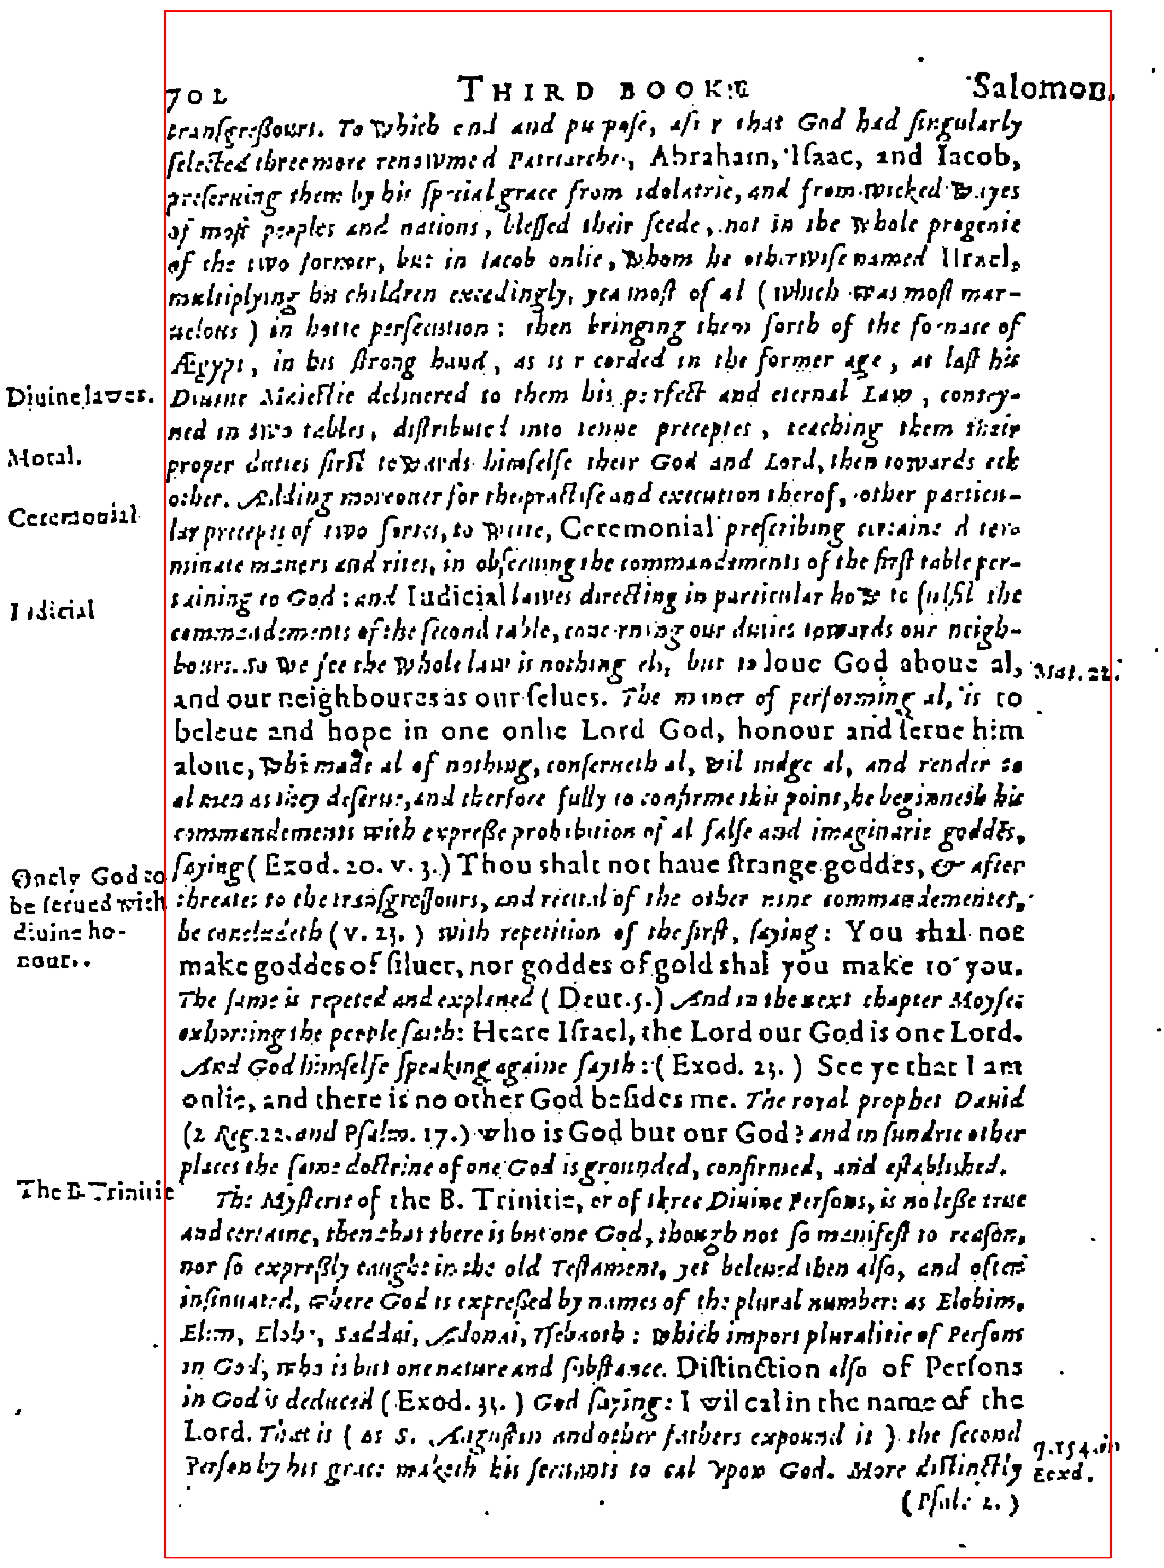 702 THIRD BOOKE Salomon.
transgreſſours. To which end and purpose, after that God had ſingularly
ſelected three more renowmed Patriarches, Abraham, Iſaac, and Iacob,
preſeruing them by his ſpecial grace from idolatrie, and from wicked wayes
of moſt peoples and nations, bleſſed their ſeede, not in the whole progenie
of the two former, but in Iacob onlie, whom he otherwiſe named Iſrael,
multiplying his children exceedingly, yea moſt of al (which was moſt mar-
uelous) in hotte perſecution: then bringing them forth of the fornace of
Ægypt, in his ſtrong hand, as is recorded in the former age, at laſt his
Diuine lawes. Diuine Maieſtie deliuered to them his perfect and eternal Law, contey-
ned in two tables, diſtributed into tenne preceptes, teaching them their
Moral. proper duties firſt towards himſelfe their God and Lord, then towards ech
other. Adding moreouer for the practiſe and execution therof, other particu-
Ceremonial lar precepts of two ſortes, to witte, Ceremonial preſcribing certaine deter-
minate maners and rites, in obſeruing the commandements of the firſt table per-
taining to God: and Iudicial lawes directing in particular how to fulfil the
Iudicial commandements of the ſecond table, concerning our duties towards our neigh-
bours. So we ſee the whole law is nothing els, but to loue God aboue al, Mat. 22.
and our neighboures as our ſelues. The maner of performing al, is to
beleue and hope in one onlie Lord God, honour and ſerue him
alone, who made al of nothing, conſerueth al, wil iudge al, and render to
al men as they deſerue, and therfore fully to confirme this point, he beginneth his
commandements with expreſſe prohibition of al falſe and imaginarie goddes,
ſaying (Exod. 20. v. 3.) Thou shalt not haue ſtrange goddes, & after
Onely God to be ſerued with diuine honour. threates to the tranſgreſſours, and recital of the other nine commandementes,
he concludeth (v. 23.) with repetition of the firſt, ſaying: You shal not
make goddes of ſiluer, nor goddes of gold shal you make to you.
The ſame is repeted and explaned (Deut. 5.) And in the next chapter Moyſes
exhorting the people ſaith: Heare Iſrael, the Lord our God is one Lord.
And God himſelfe ſpeaking againe ſayth: (Exod. 23.) See ye that I am
onlie, and there is no other God beſides me. The royal prophet Dauid
(2 Reg. 22. and Pſalm. 17.) who is God but our God? and in ſundrie other
places the ſame doctrine of one God is grounded, confirmed, and eſtablished.
The B. Trinitie The Myſterie of the B. Trinitie, or of three Diuine Perſons, is no leſſe true
and certaine, then that there is but one God, though not ſo manifeſt to reaſon,
nor ſo expreſſly taught in the old Teſtament, yet beleued then alſo, and often
inſinuated, where God is expreſſed by names of the plural number: as Elohim,
Elim, Elohe, Saddai, Adonai, Tſebaoth: which import pluralitie of Perſons
in God, who is but one nature and ſubſtance. Diſtinction alſo of Perſons
in God is deduced (Exod. 33.) God ſaying: I wil cal in the name of the
Lord. That is (as S. Auguſtin and other fathers expound it) the ſecond q. 154. in Exod.
Perſon by his grace maketh his ſeruants to cal vpon God. More diſtinctly
(Pſal. 2.)